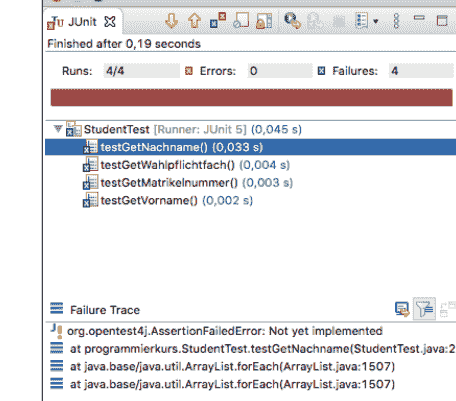 JUnit
Finished after 0,19 seconds
Runs: 4/4 Errors: 0 Failures: 4
StudentTest [Runner: JUnit 5] (0,045 s)
testGetNachname() (0,033 s)
testGetWahlpflichtfach() (0,004 s)
testGetMatrikelnummer() (0,003 s)
testGetVorname() (0,002 s)
Failure Trace
org.opentest4j.AssertionFailedError: Not yet implemented
at programmierkurs.StudentTest.testGetNachname(StudentTest.java:2
at java.base/java.util.ArrayList.forEach(ArrayList.java:1507)
at java.base/java.util.ArrayList.forEach(ArrayList.java:1507)